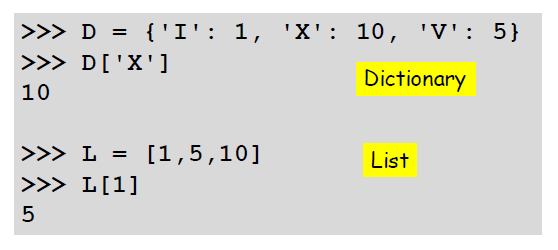 >>> D = {'I': 1, 'X': 10, 'V': 5}
>>> D['X']
Dictionary
10
>>> L = [1,5,10]
List
>>> L[1]
5